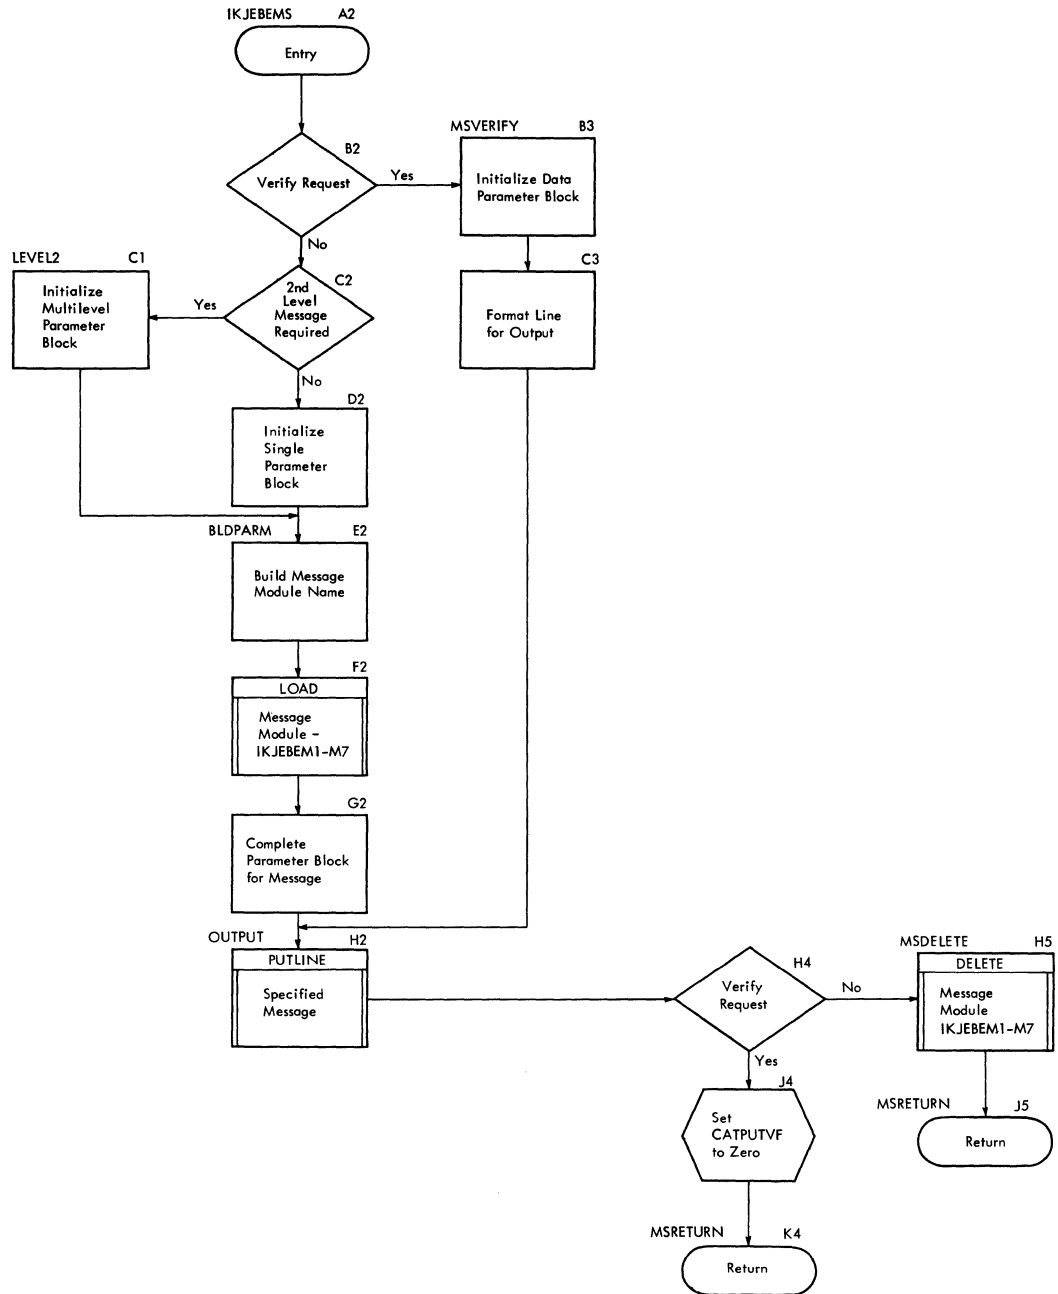 IKJEBEMS A2
Entry
B2
Verify Request
Yes
No
MSVERIFY B3
Initialize Data
Parameter Block
LEVEL2 C1
Initialize
Multilevel
Parameter
Block
Yes
C2
2nd
Level
Message
Required
No
C3
Format Line
for Output
D2
Initialize
Single
Parameter
Block
BLDPARM E2
Build Message
Module Name
F2
LOAD
Message
Module -
IKJEBEM1-M7
G2
Complete
Parameter Block
for Message
OUTPUT H2
PUTLINE
Specified
Message
H4
Verify
Request
No
Yes
MSDELETE H5
DELETE
Message
Module
IKJEBEM1-M7
J4
Set
CATPUTVF
to Zero
MSRETURN J5
Return
MSRETURN K4
Return